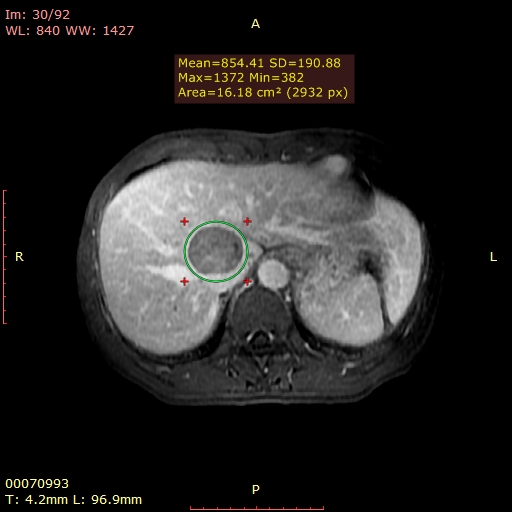 Im: 30/92
WL: 840 WW: 1427
A
Mean=854.41 SD=190.88
Max=1372 Min=382
Area=16.18 cm² (2932 px)
R
L
00070993
T: 4.2mm L: 96.9mm
P